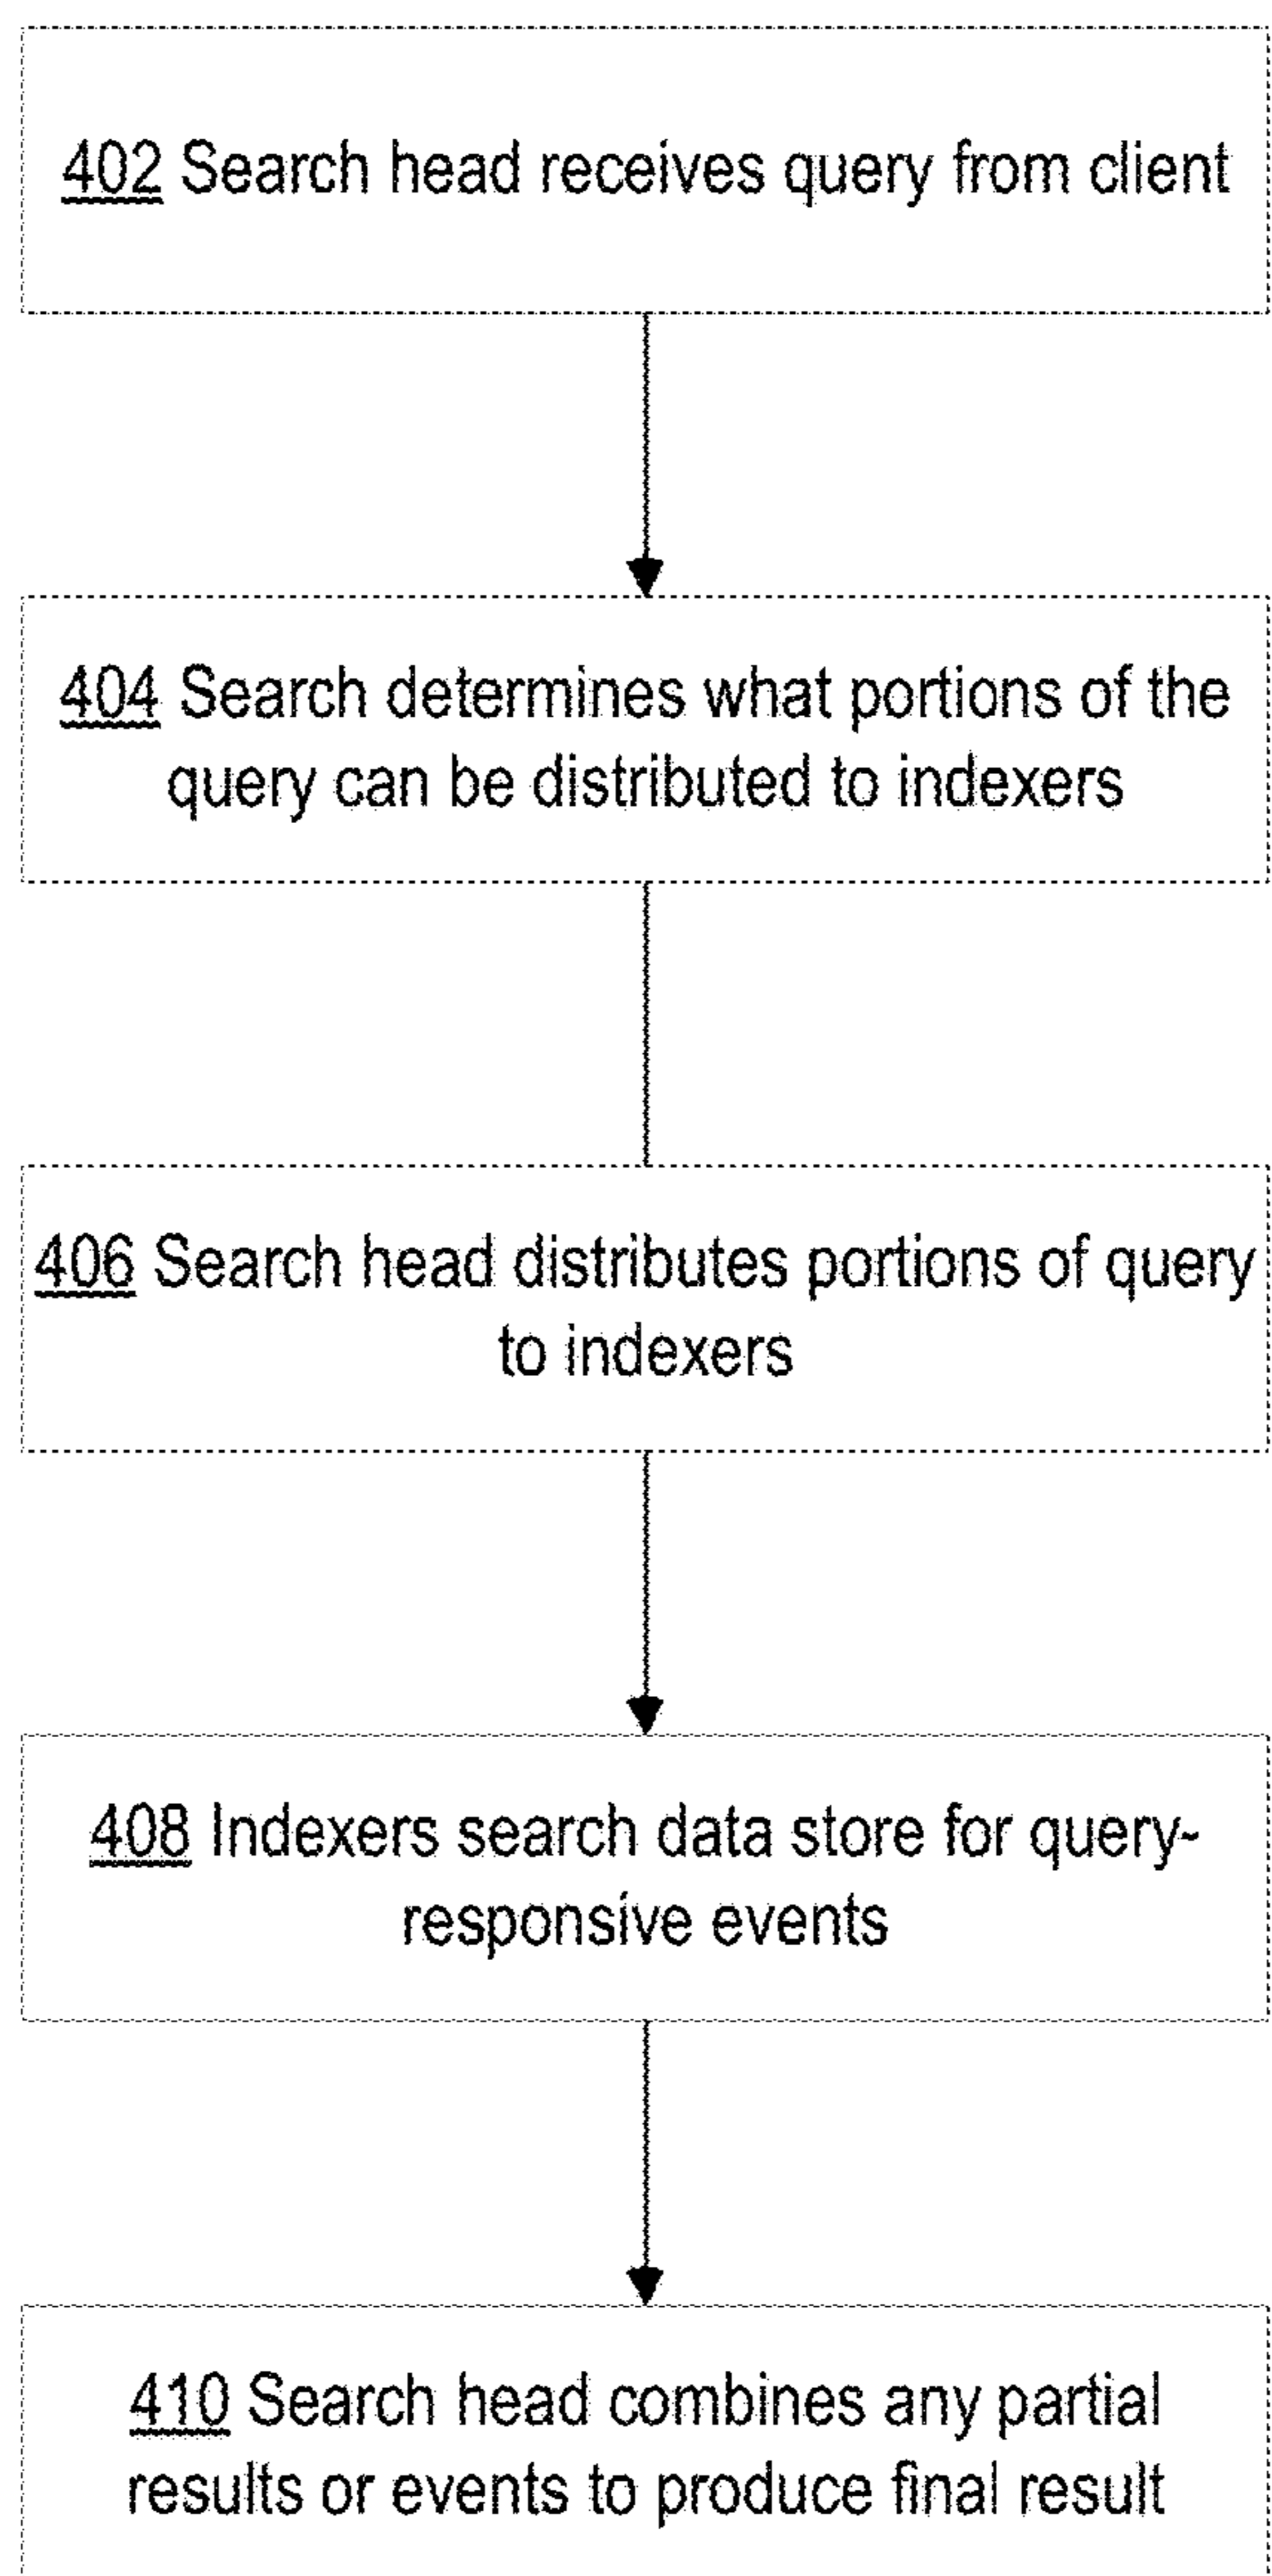 402 Search head receives query from client
404 Search determines what portions of the
query can be distributed to indexers
406 Search head distributes portions of query
to indexers
408 Indexers search data store for query-
responsive events
410 Search head combines any partial
results or events to produce final result